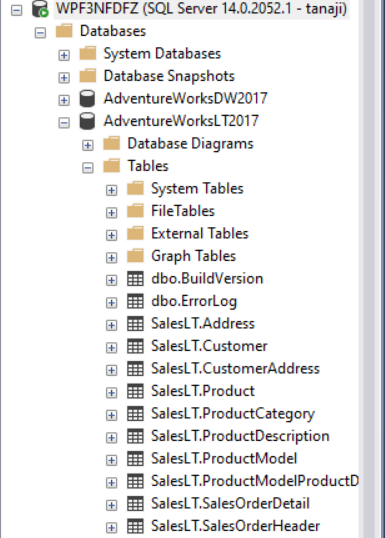 WPF3NFDFZ (SQL Server 14.0.2052.1 - tanaji)
Databases
System Databases
Database Snapshots
AdventureWorksDW2017
AdventureWorksLT2017
Database Diagrams
Tables
System Tables
FileTables
External Tables
Graph Tables
dbo.BuildVersion
dbo.ErrorLog
SalesLT.Address
SalesLT.Customer
SalesLT.CustomerAddress
SalesLT.Product
SalesLT.ProductCategory
SalesLT.ProductDescription
SalesLT.ProductModel
SalesLT.ProductModelProductD
SalesLT.SalesOrderDetail
SalesLT.SalesOrderHeader